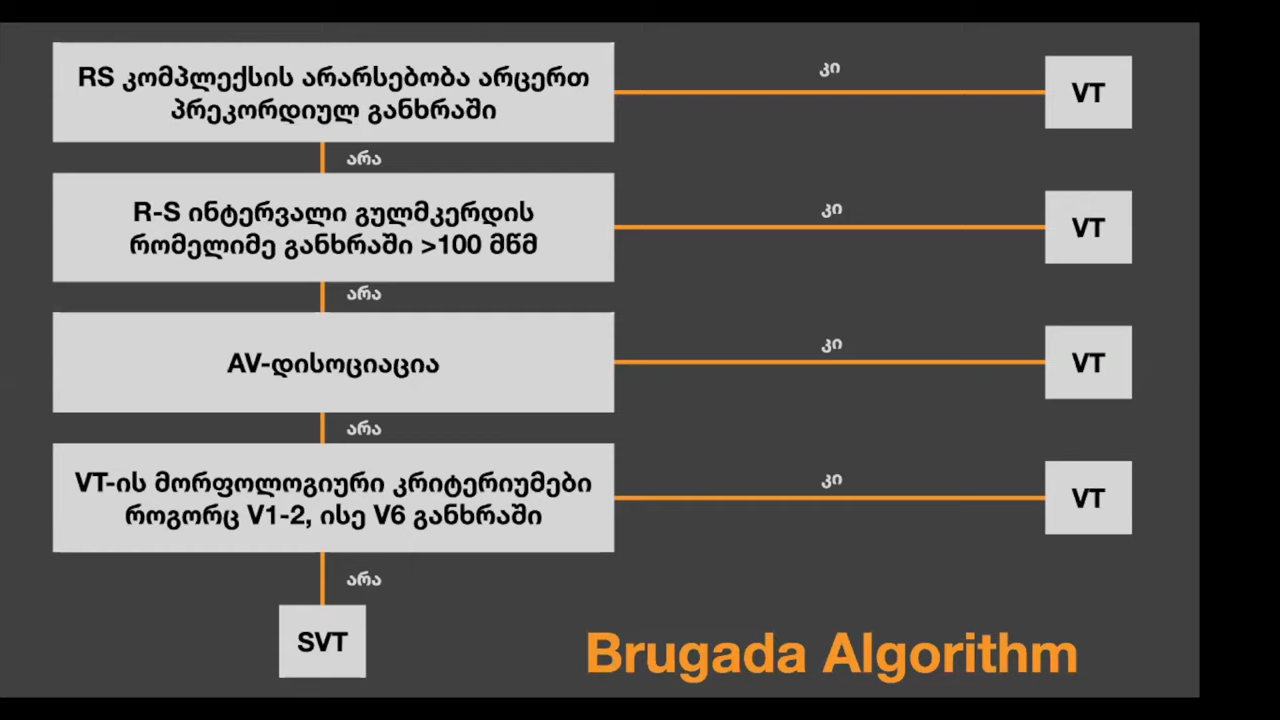 RS კომპლექსის არარსებობა არცერთ
პრეკორდიულ განხრაში
კი
VT
არა
R-S ინტერვალი გულმკერდის
რომელიმე განხრაში >100 მწმ
კი
VT
არა
AV-დისოციაცია
კი
VT
არა
VT-ის მორფოლოგიური კრიტერიუმები
როგორც V1-2, ისე V6 განხრაში
კი
VT
არა
SVT
Brugada Algorithm